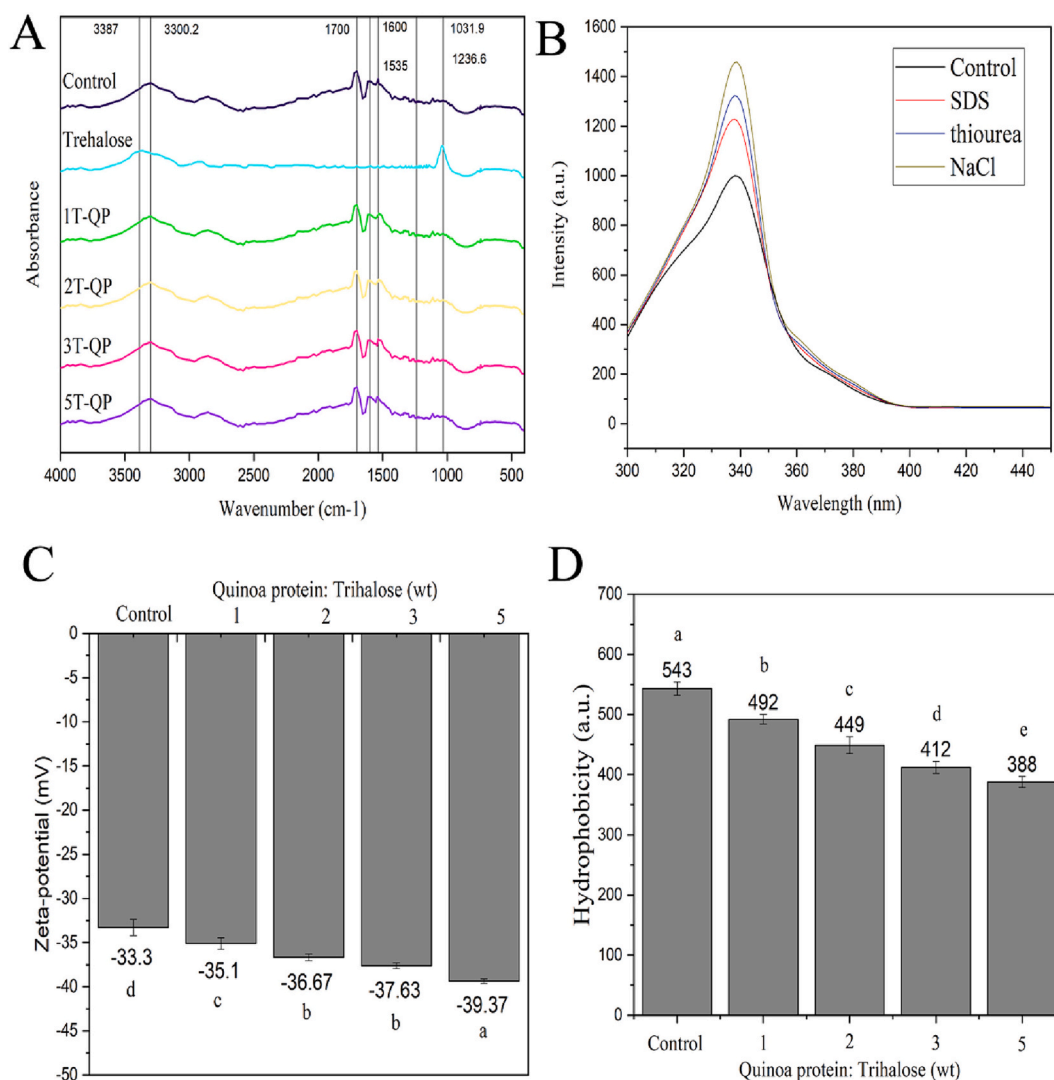 A
3387
3300.2
1700
1600
1031.9
1535
1236.6
Control
Trehalose
1T-QP
2T-QP
3T-QP
5T-QP
Absorbance
4000 3500 3000 2500 2000 1500 1000 500
Wavenumber (cm-1)
B
1600
1400
1200
1000
800
600
400
200
0
Intensity (a.u.)
Control
SDS
thiourea
NaCl
300 320 340 360 380 400 420 440
Wavelength (nm)
C
Quinoa protein: Trihalose (wt)
Control 1 2 3 5
0
-5
-10
-15
-20
-25
-30
-35
-40
-45
-50
Zeta-potential (mV)
-33.3
d
-35.1
c
-36.67
b
-37.63
b
-39.37
a
D
700
600
500
400
300
200
100
0
Hydrophobicity (a.u.)
a
543
b
492
c
449
d
412
e
388
Control 1 2 3 5
Quinoa protein: Trihalose (wt)